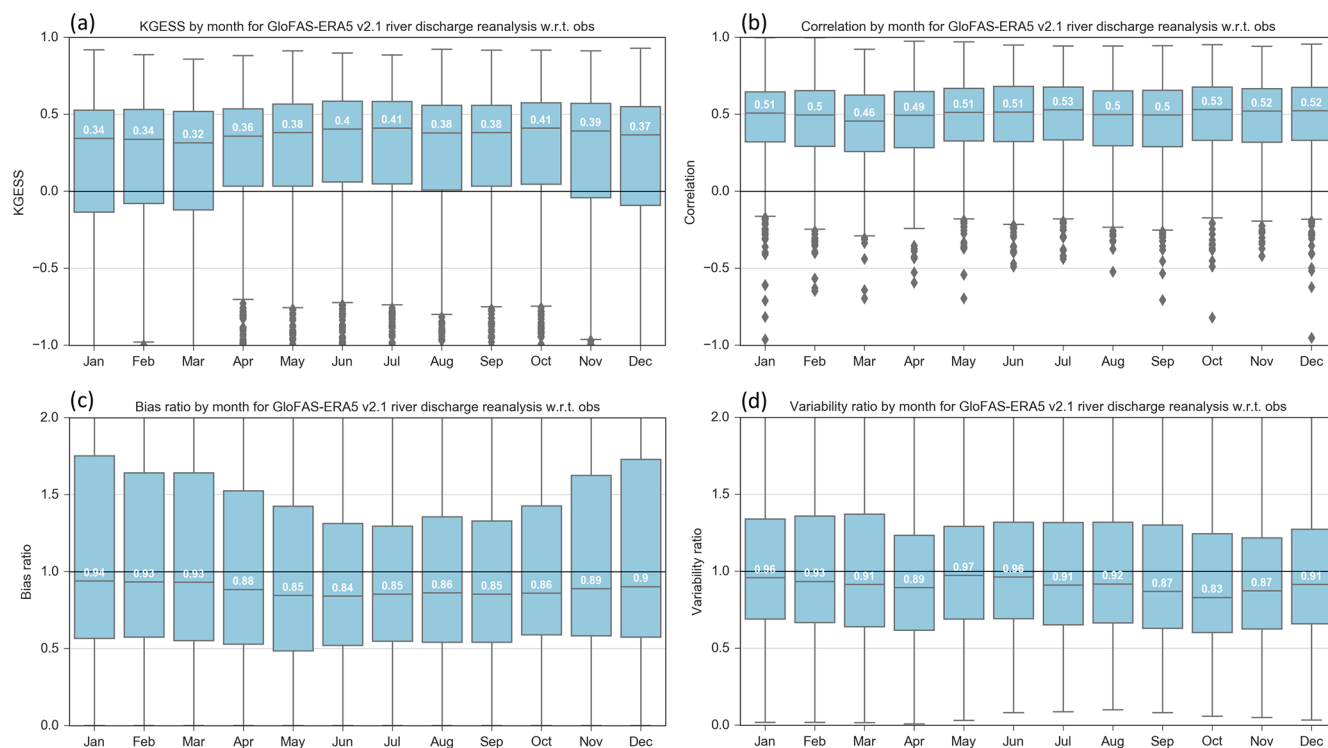 (a) KGESS by month for GloFAS-ERA5 v2.1 river discharge reanalysis w.r.t. obs
1.0
0.5
0.0
−0.5
−1.0
KGESS
0.34 0.34 0.32 0.36 0.38 0.4 0.41 0.38 0.38 0.41 0.39 0.37
Jan Feb Mar Apr May Jun Jul Aug Sep Oct Nov Dec
(b) Correlation by month for GloFAS-ERA5 v2.1 river discharge reanalysis w.r.t. obs
1.0
0.5
0.0
−0.5
−1.0
Correlation
0.51 0.5 0.46 0.49 0.51 0.51 0.53 0.5 0.5 0.53 0.52 0.52
Jan Feb Mar Apr May Jun Jul Aug Sep Oct Nov Dec
(c) Bias ratio by month for GloFAS-ERA5 v2.1 river discharge reanalysis w.r.t. obs
2.0
1.5
1.0
0.5
0.0
Bias ratio
0.94 0.93 0.93 0.88 0.85 0.84 0.85 0.86 0.85 0.86 0.89 0.9
Jan Feb Mar Apr May Jun Jul Aug Sep Oct Nov Dec
(d) Variability ratio by month for GloFAS-ERA5 v2.1 river discharge reanalysis w.r.t. obs
2.0
1.5
1.0
0.5
0.0
Variability ratio
0.96 0.93 0.91 0.89 0.97 0.96 0.91 0.92 0.87 0.83 0.87 0.91
Jan Feb Mar Apr May Jun Jul Aug Sep Oct Nov Dec